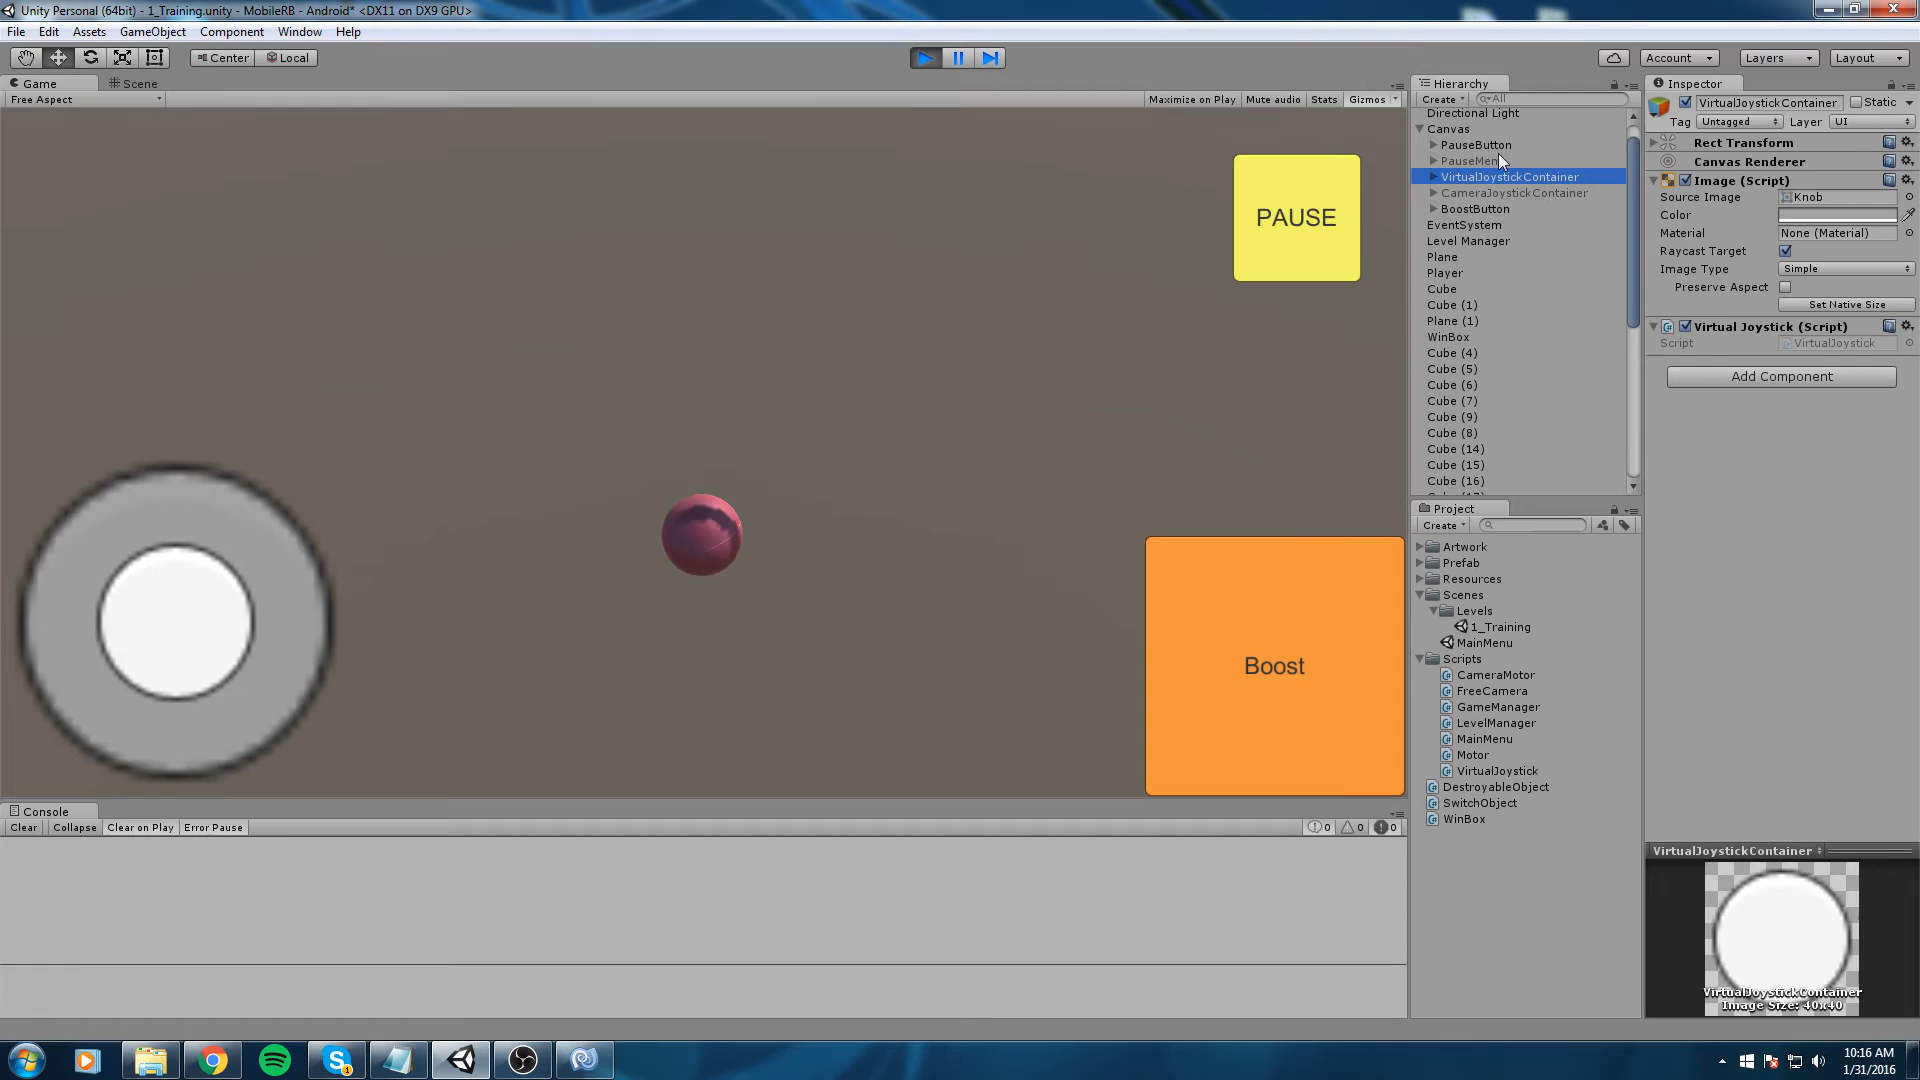 Unity Personal (64bit) - 1_Training.unity - MobileRB - Android* <DX11 on DX9 GPU>
File Edit Assets GameObject Component Window Help
Center Local Account Layers Layout
Game Scene
Free Aspect Maximize on Play Mute audio Stats Gizmos
PAUSE
Boost
Console
Clear Collapse Clear on Play Error Pause 0 0 0
Hierarchy
Create All
Directional Light
Canvas
PauseButton
PauseMen
VirtualJoystickContainer
CameraJoystickContainer
BoostButton
EventSystem
Level Manager
Plane
Player
Cube
Cube (1)
Plane (1)
WinBox
Cube (4)
Cube (5)
Cube (6)
Cube (7)
Cube (9)
Cube (8)
Cube (14)
Cube (15)
Cube (16)
Project
Create
Artwork
Prefab
Resources
Scenes
Levels
1_Training
MainMenu
Scripts
CameraMotor
FreeCamera
GameManager
LevelManager
MainMenu
Motor
VirtualJoystick
DestroyableObject
SwitchObject
WinBox
Inspector
VirtualJoystickContainer Static
Tag Untagged Layer UI
Rect Transform
Canvas Renderer
Image (Script)
Source Image Knob
Color
Material None (Material)
Raycast Target
Image Type Simple
Preserve Aspect
Set Native Size
Virtual Joystick (Script)
Script VirtualJoystick
Add Component
VirtualJoystickContainer
VirtualJoystickContainer
Image Size: 40x40
10:16 AM
1/31/2016